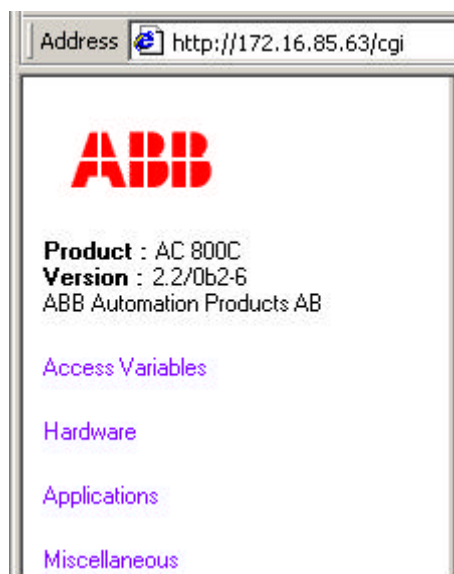 Address http://172.16.85.63/cgi
ABB
Product : AC 800C
Version : 2.2/0b2-6
ABB Automation Products AB
Access Variables
Hardware
Applications
Miscellaneous